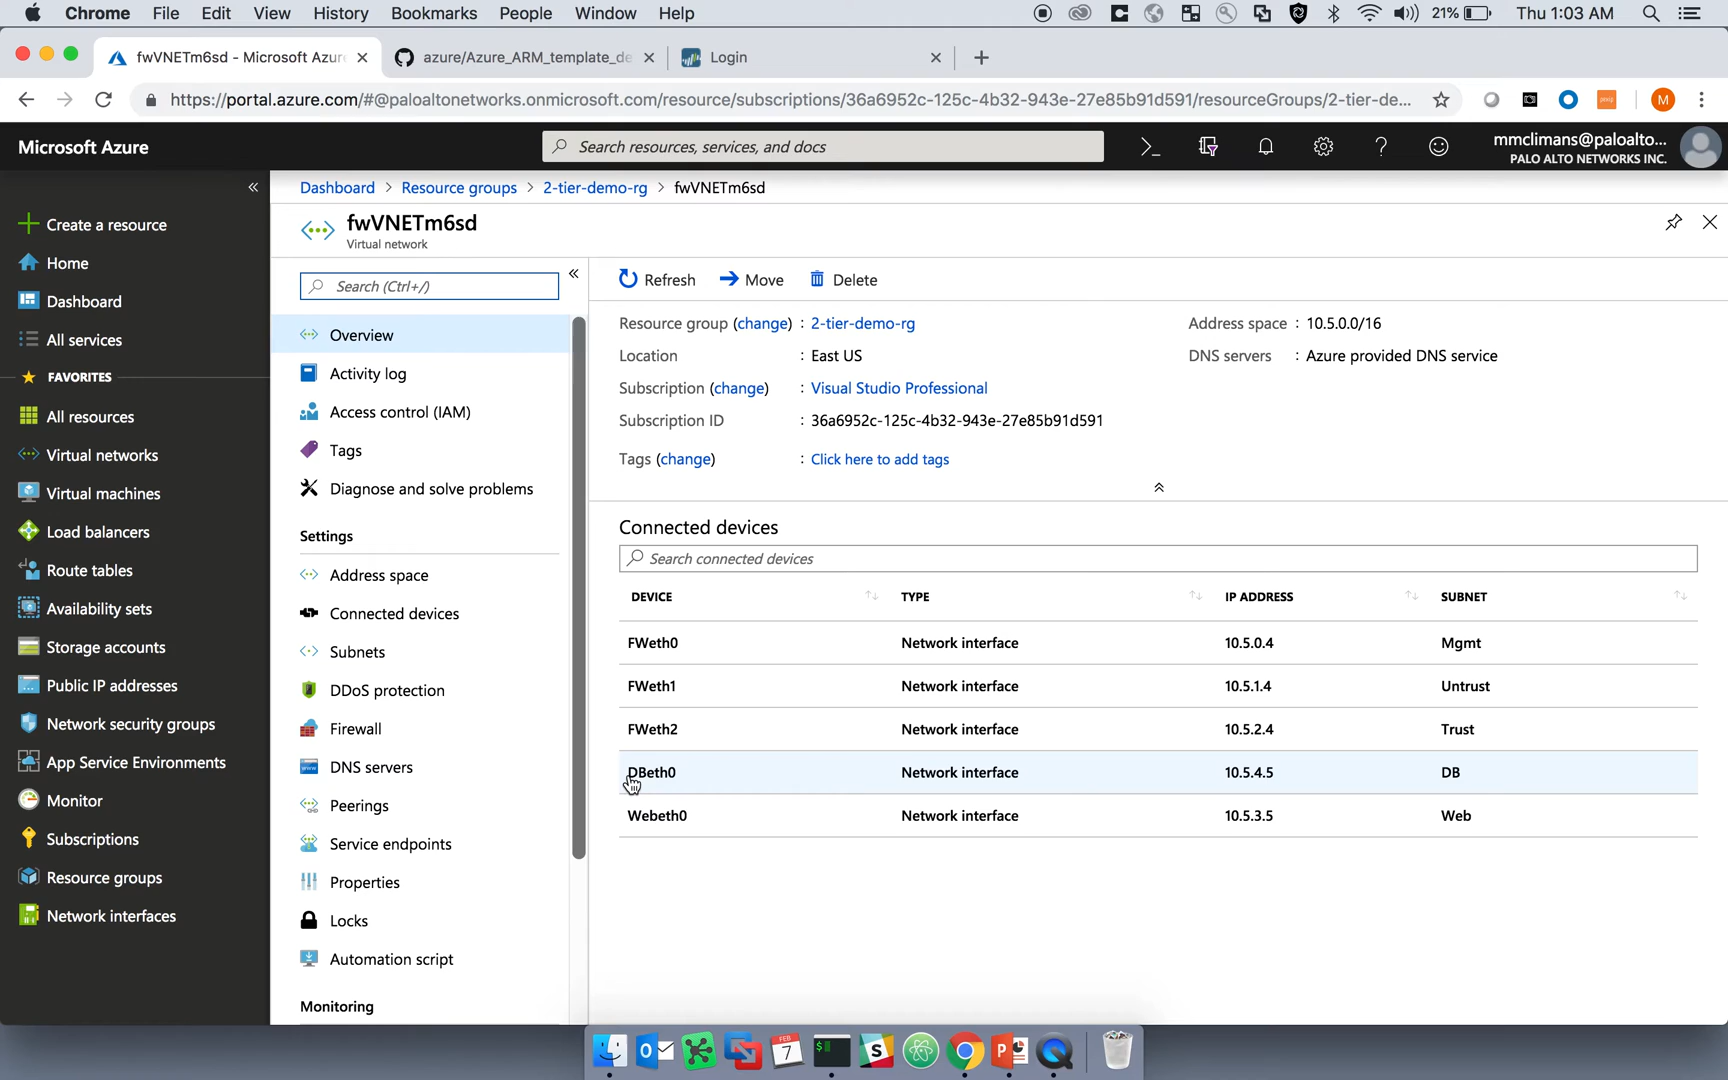 Chrome File Edit View History Bookmarks People Window Help 21% Thu 1:03 AM
fwVNETm6sd - Microsoft Azur azure/Azure_ARM_template_de Login
https://portal.azure.com/#@paloaltonetworks.onmicrosoft.com/resource/subscriptions/36a6952c-125c-4b32-943e-27e85b91d591/resourceGroups/2-tier-de... M
Microsoft Azure Search resources, services, and docs mmclimans@paloalto...
PALO ALTO NETWORKS INC.
Dashboard > Resource groups > 2-tier-demo-rg > fwVNETm6sd
fwVNETm6sd
Virtual network
Create a resource
Home
Dashboard
All services
FAVORITES
All resources
Virtual networks
Virtual machines
Load balancers
Route tables
Availability sets
Storage accounts
Public IP addresses
Network security groups
App Service Environments
Monitor
Subscriptions
Resource groups
Network interfaces
Search (Ctrl+/)
Overview
Activity log
Access control (IAM)
Tags
Diagnose and solve problems
Settings
Address space
Connected devices
Subnets
DDoS protection
Firewall
DNS servers
Peerings
Service endpoints
Properties
Locks
Automation script
Monitoring
Refresh Move Delete
Resource group (change) : 2-tier-demo-rg Address space : 10.5.0.0/16
Location : East US DNS servers : Azure provided DNS service
Subscription (change) : Visual Studio Professional
Subscription ID : 36a6952c-125c-4b32-943e-27e85b91d591
Tags (change) : Click here to add tags
Connected devices
Search connected devices
DEVICE TYPE IP ADDRESS SUBNET
FWeth0 Network interface 10.5.0.4 Mgmt
FWeth1 Network interface 10.5.1.4 Untrust
FWeth2 Network interface 10.5.2.4 Trust
DBeth0 Network interface 10.5.4.5 DB
Webeth0 Network interface 10.5.3.5 Web
FEB
7